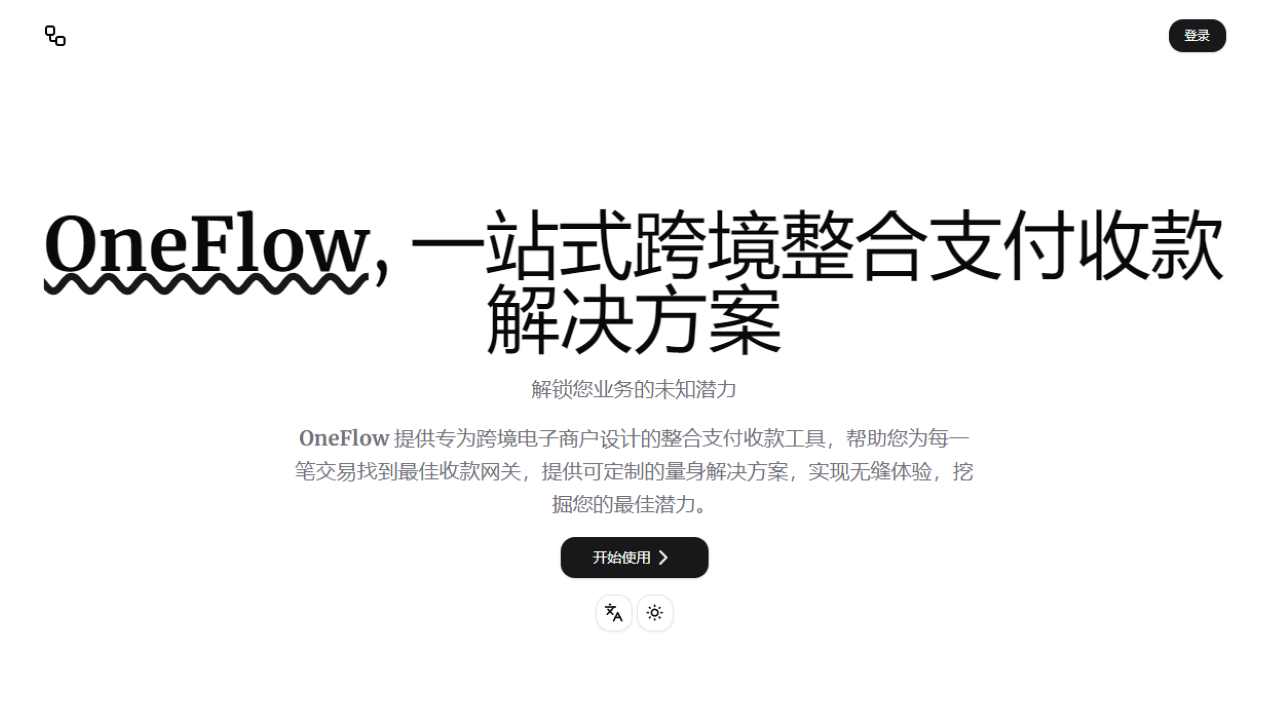 登录
OneFlow，一站式跨境整合支付收款
解决方案
解锁您业务的未知潜力
OneFlow 提供专为跨境电子商户设计的整合支付收款工具，帮助您为每一
笔交易找到最佳收款网关，提供可定制的量身解决方案，实现无缝体验，挖
掘您的最佳潜力。
开始使用